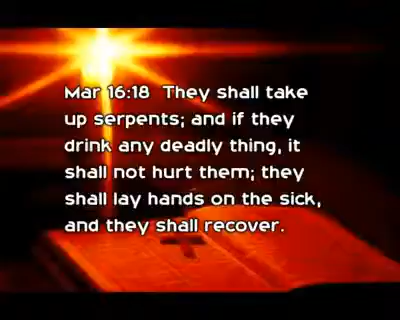 Mar 16:18  They shall take
up serpents; and if they
drink any deadly thing, it
shall not hurt them; they
shall lay hands on the sick,
and they shall recover.